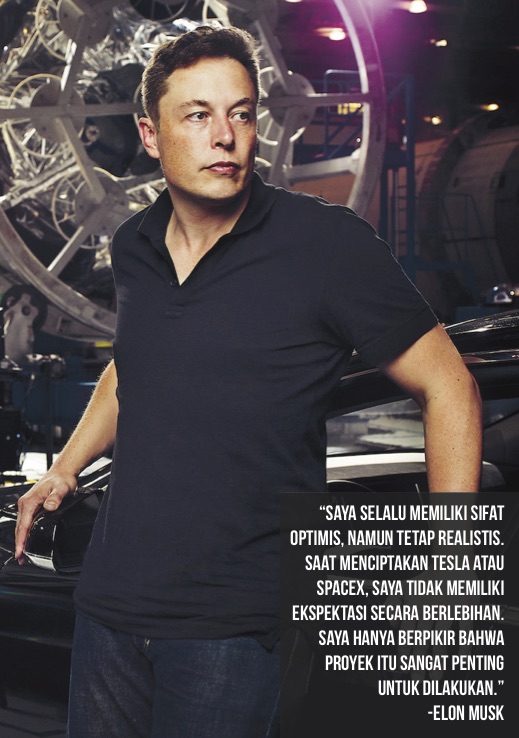 “SAYA SELALU MEMILIKI SIFAT
OPTIMIS, NAMUN TETAP REALISTIS.
SAAT MENCIPTAKAN TESLA ATAU
SPACEX, SAYA TIDAK MEMILIKI
EKSPEKTASI SECARA BERLEBIHAN.
SAYA HANYA BERPIKIR BAHWA
PROYEK ITU SANGAT PENTING
UNTUK DILAKUKAN.”
-ELON MUSK